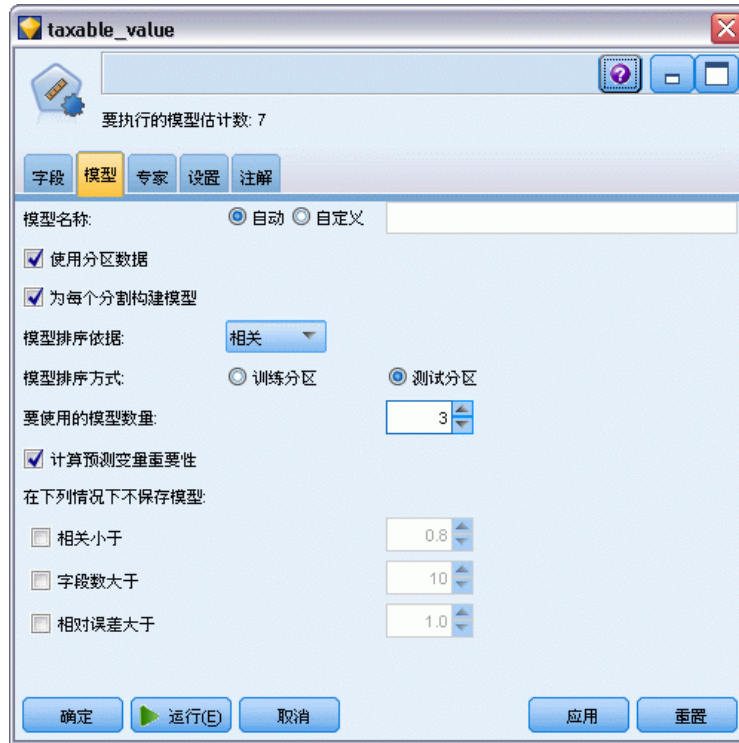 taxable_value
要执行的模型估计数: 7
字段 模型 专家 设置 注解
模型名称: 自动 自定义
使用分区数据
为每个分割构建模型
模型排序依据: 相关
模型排序方式: 训练分区 测试分区
要使用的模型数量: 3
计算预测变量重要性
在下列情况下不保存模型:
相关小于 0.8
字段数大于 10
相对误差大于 1.0
确定 运行(E) 取消 应用 重置